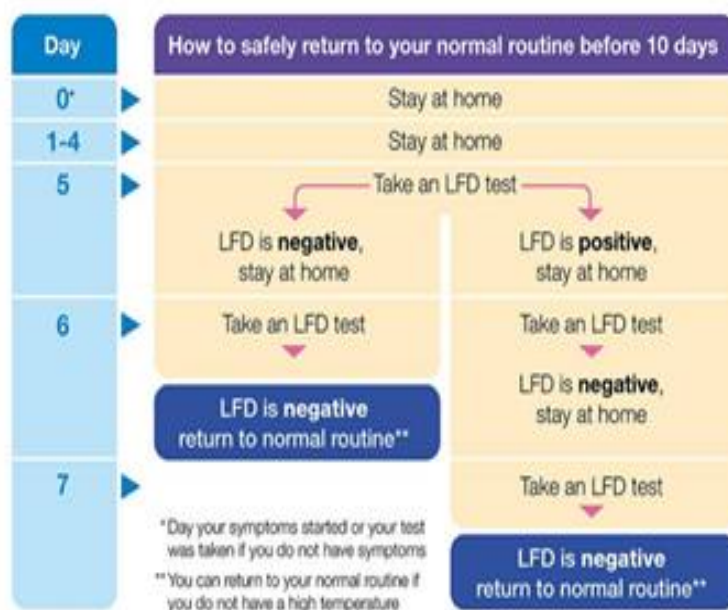 Day
How to safely return to your normal routine before 10 days
0*
Stay at home
1-4
Stay at home
5
Take an LFD test
LFD is negative,
stay at home
LFD is positive,
stay at home
6
Take an LFD test
LFD is negative
return to normal routine**
Take an LFD test
LFD is negative,
stay at home
7
Take an LFD test
LFD is negative
return to normal routine**
*Day your symptoms started or your test
was taken if you do not have symptoms
**You can return to your normal routine if
you do not have a high temperature